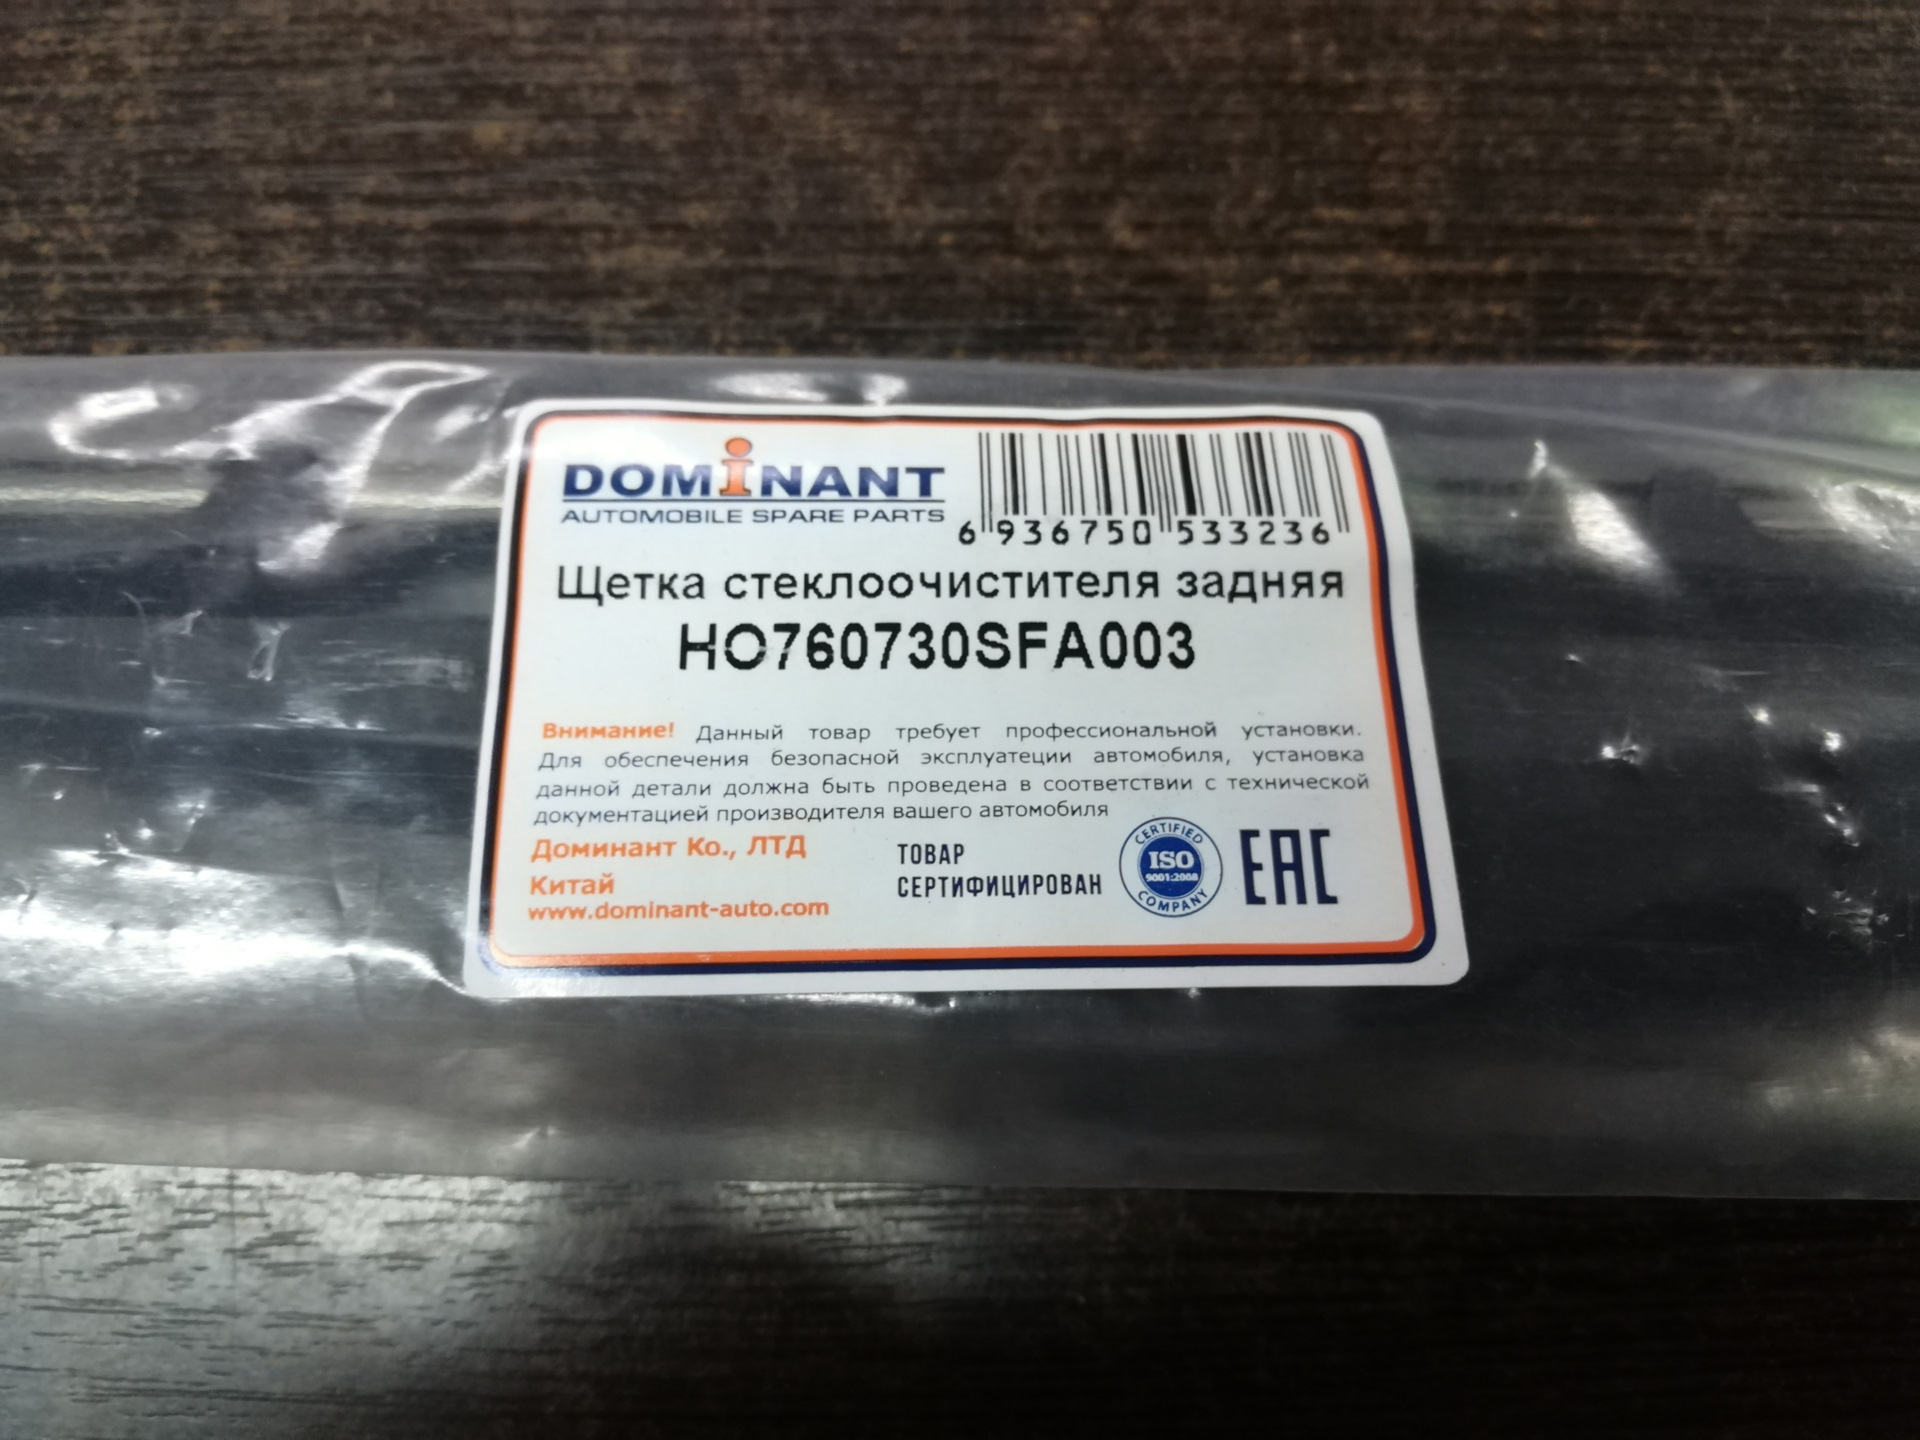 DOMINANT
AUTOMOBILE SPARE PARTS
6 936750 533236
Щетка стеклоочистителя задняя
HO760730SFA003
Внимание! Данный товар требует профессиональной установки.
Для обеспечения безопасной эксплуатеции автомобиля, установка
данной детали должна быть проведена в соответствии с технической
документацией производителя вашего автомобиля
Доминант Ко., ЛТД
Китай
www.dominant-auto.com
ТОВАР
СЕРТИФИЦИРОВАН
CERTIFIED
ISO
9001:2008
COMPANY
EAC